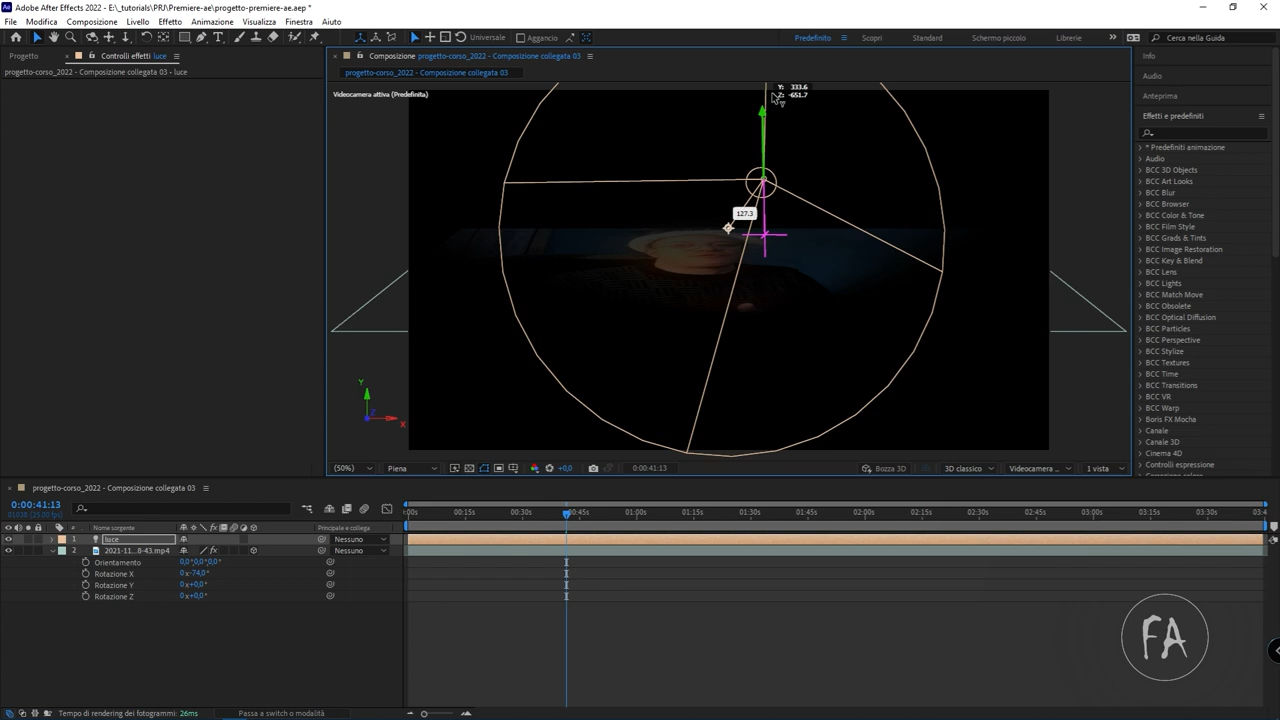 Adobe After Effects 2022 - E:\_tutorials\PRJ\Premiere-ae\progetto-premiere-ae.aep *
File Modifica Composizione Livello Effetto Animazione Visualizza Finestra Aiuto
Universale Aggancio Predefinito Scopri Standard Schermo piccolo Librerie Cerca nella Guida
Progetto Controlli effetti luce
progetto-corso_2022 - Composizione collegata 03 • luce
Composizione progetto-corso_2022 - Composizione collegata 03
progetto-corso_2022 - Composizione collegata 03
Videocamera attiva (Predefinita)
Y: 333.6
Z: -651.7
127.3
Y
Z
X
(50%) Piena +0,0 0:00:41:13 Bozza 3D 3D classico Videocamera ... 1 vista
Info
Audio
Anteprima
Effetti e predefiniti
* Predefiniti animazione
Audio
BCC 3D Objects
BCC Art Looks
BCC Blur
BCC Browser
BCC Color & Tone
BCC Film Style
BCC Grads & Tints
BCC Image Restoration
BCC Key & Blend
BCC Lens
BCC Lights
BCC Match Move
BCC Obsolete
BCC Optical Diffusion
BCC Particles
BCC Perspective
BCC Stylize
BCC Textures
BCC Time
BCC Transitions
BCC VR
BCC Warp
Boris FX Mocha
Canale
Canale 3D
Cinema 4D
Controlli espressione
progetto-corso_2022 - Composizione collegata 03
0:00:41:13
Nome sorgente Principale e collega
1 luce Nessuno
2 2021-11...8-43.mp4 Nessuno
Orientamento 0,0°,0,0°,0,0°
Rotazione X 0 x-74,0°
Rotazione Y 0 x+0,0°
Rotazione Z 0 x+0,0°
:00s 00:15s 00:30s 00:45s 01:00s 01:15s 01:30s 01:45s 02:00s 02:15s 02:30s 02:45s 03:00s 03:15s 03:30s 03:4
FA
Tempo di rendering dei fotogrammi: 26ms Passa a switch o modalità